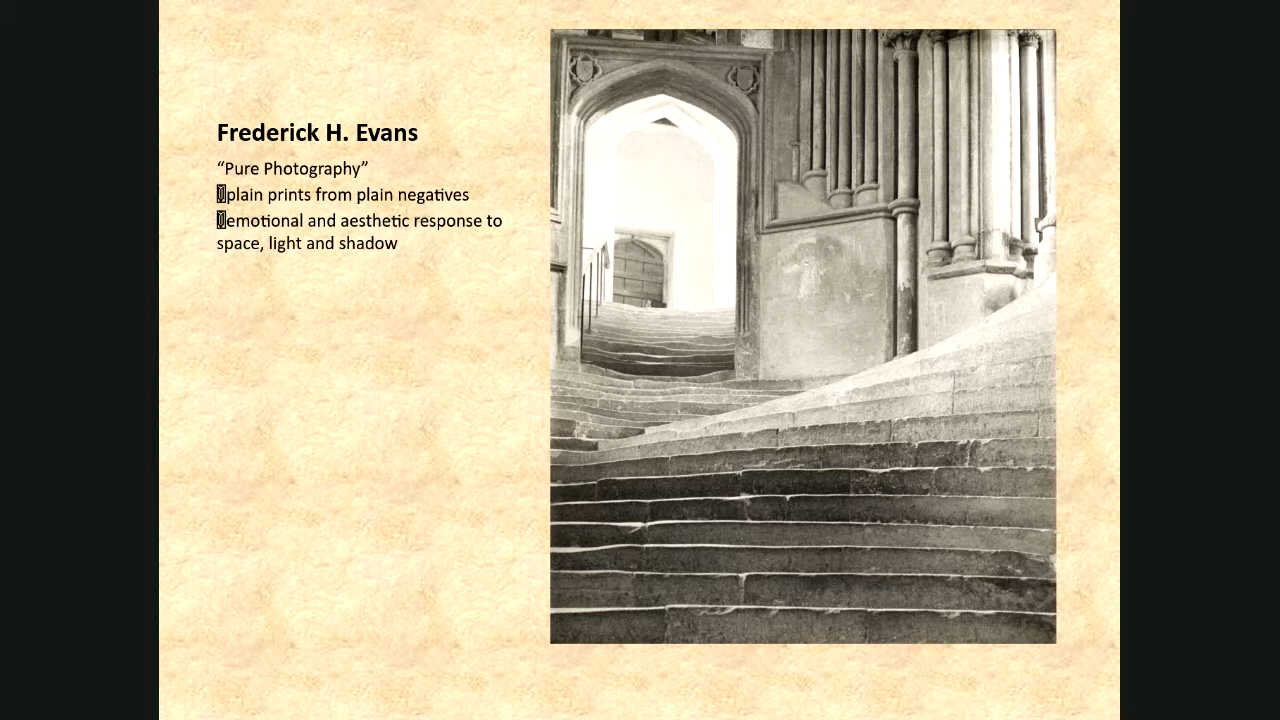 Frederick H. Evans
“Pure Photography”
plain prints from plain negatives
emotional and aesthetic response to
space, light and shadow